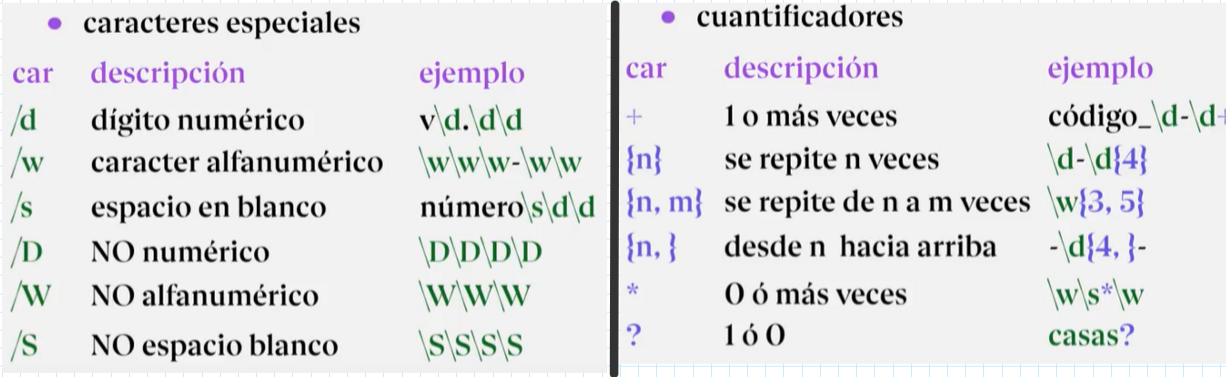 • caracteres especiales
car descripción ejemplo
/d dígito numérico v\d.\d\d
/w caracter alfanumérico \w\w\w-\w\w
/s espacio en blanco número\s\d\d
/D NO numérico \D\D\D\D
/W NO alfanumérico \W\W\W
/S NO espacio blanco \S\S\S\S
• cuantificadores
car descripción ejemplo
+ 1 o más veces código_\d-\d+
{n} se repite n veces \d-\d{4}
{n, m} se repite de n a m veces \w{3, 5}
{n, } desde n hacia arriba -\d{4, }-
* 0 ó más veces \w\s*\w
? 1 ó 0 casas?